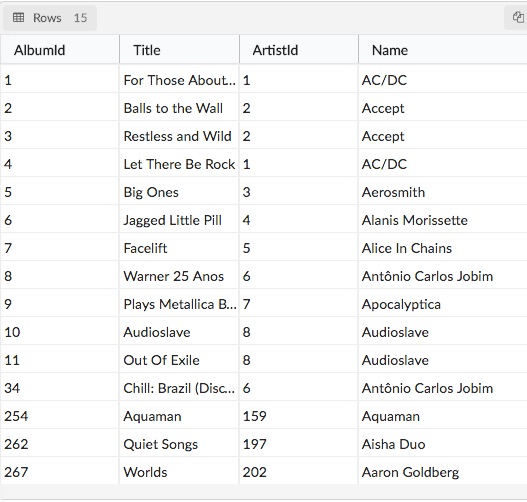 Rows 15
AlbumId Title ArtistId Name
1 For Those About... 1 AC/DC
2 Balls to the Wall 2 Accept
3 Restless and Wild 2 Accept
4 Let There Be Rock 1 AC/DC
5 Big Ones 3 Aerosmith
6 Jagged Little Pill 4 Alanis Morissette
7 Facelift 5 Alice In Chains
8 Warner 25 Anos 6 Antônio Carlos Jobim
9 Plays Metallica B... 7 Apocalyptica
10 Audioslave 8 Audioslave
11 Out Of Exile 8 Audioslave
34 Chill: Brazil (Disc... 6 Antônio Carlos Jobim
254 Aquaman 159 Aquaman
262 Quiet Songs 197 Aisha Duo
267 Worlds 202 Aaron Goldberg